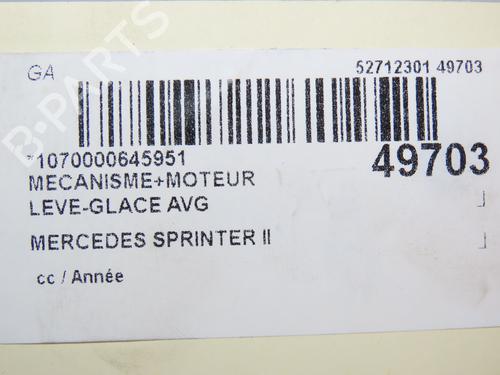 GA
52712301 49703
*1070000645951
49703
MECANISME+MOTEUR
LEVE-GLACE AVG
MERCEDES SPRINTER II
cc / Année
B-PARTS